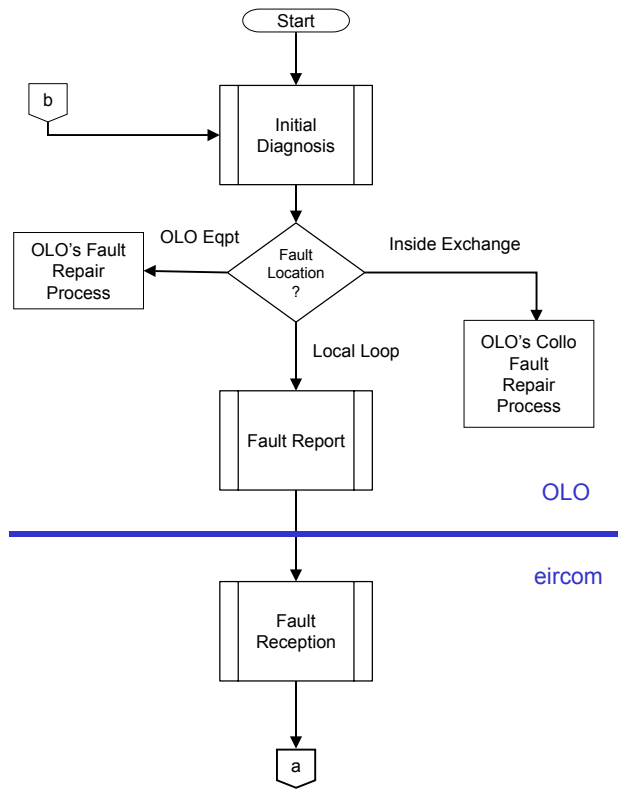 Start
b
Initial
Diagnosis
OLO Eqpt
Fault
Location
?
Inside Exchange
OLO's Fault
Repair
Process
OLO's Collo
Fault
Repair
Process
Local Loop
Fault Report
OLO
eircom
Fault
Reception
a